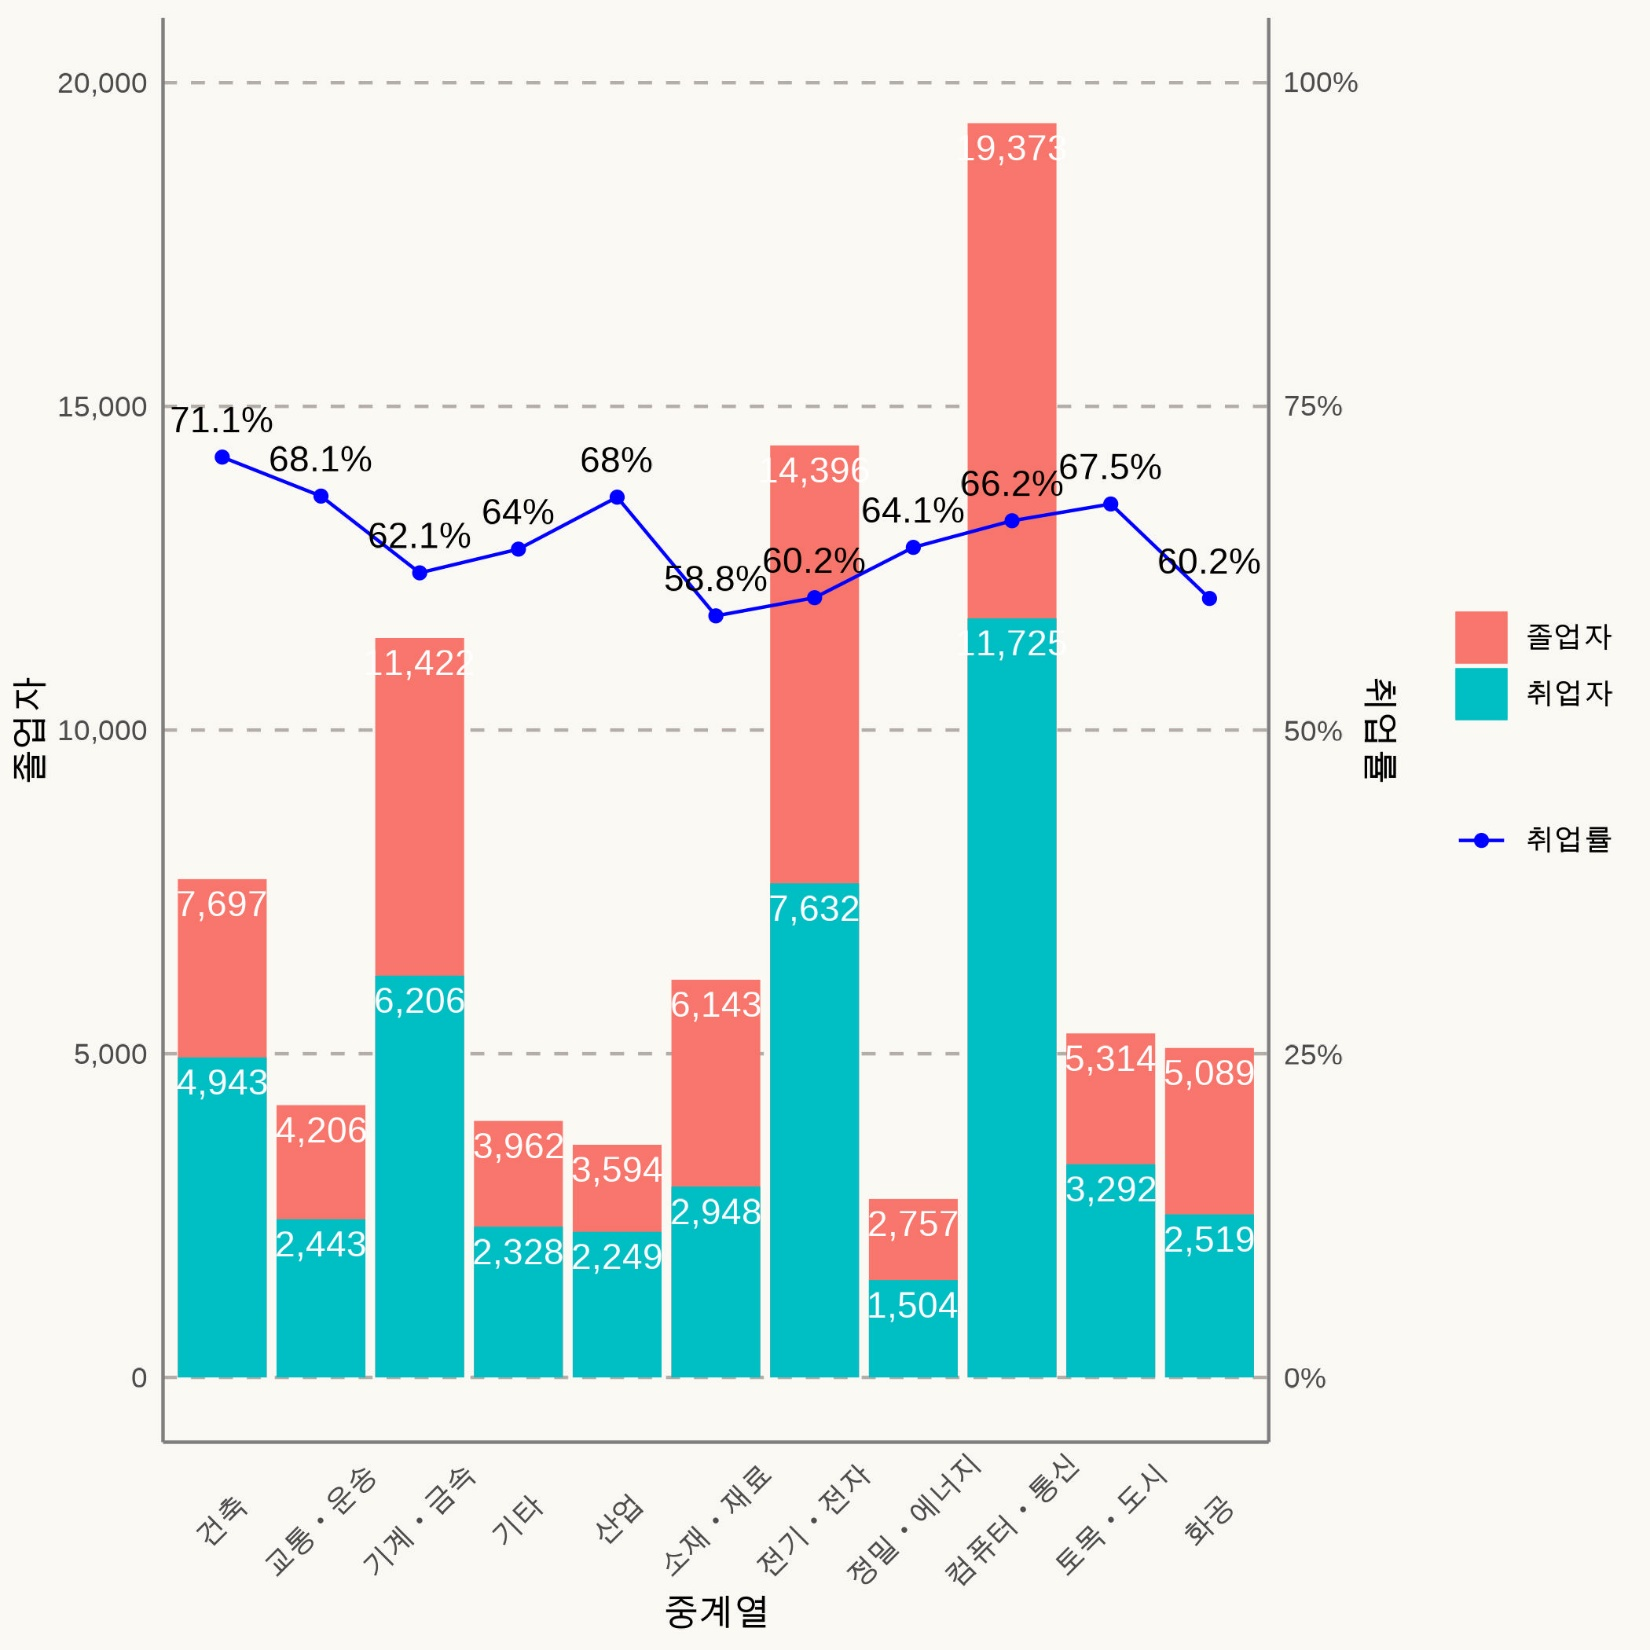 20,000
15,000
10,000
5,000
0
졸업자
100%
75%
50%
25%
0%
취업률
71.1%
68.1%
62.1%
64%
68%
58.8%
60.2%
64.1%
66.2%
67.5%
60.2%
7,697
4,206
11,422
3,962
3,594
6,143
14,396
2,757
19,373
5,314
5,089
4,943
2,443
6,206
2,328
2,249
2,948
7,632
1,504
11,725
3,292
2,519
건축
교통・운송
기계・금속
기타
산업
소재・재료
전기・전자
정밀・에너지
컴퓨터・통신
토목・도시
화공
중계열
졸업자
취업자
취업률